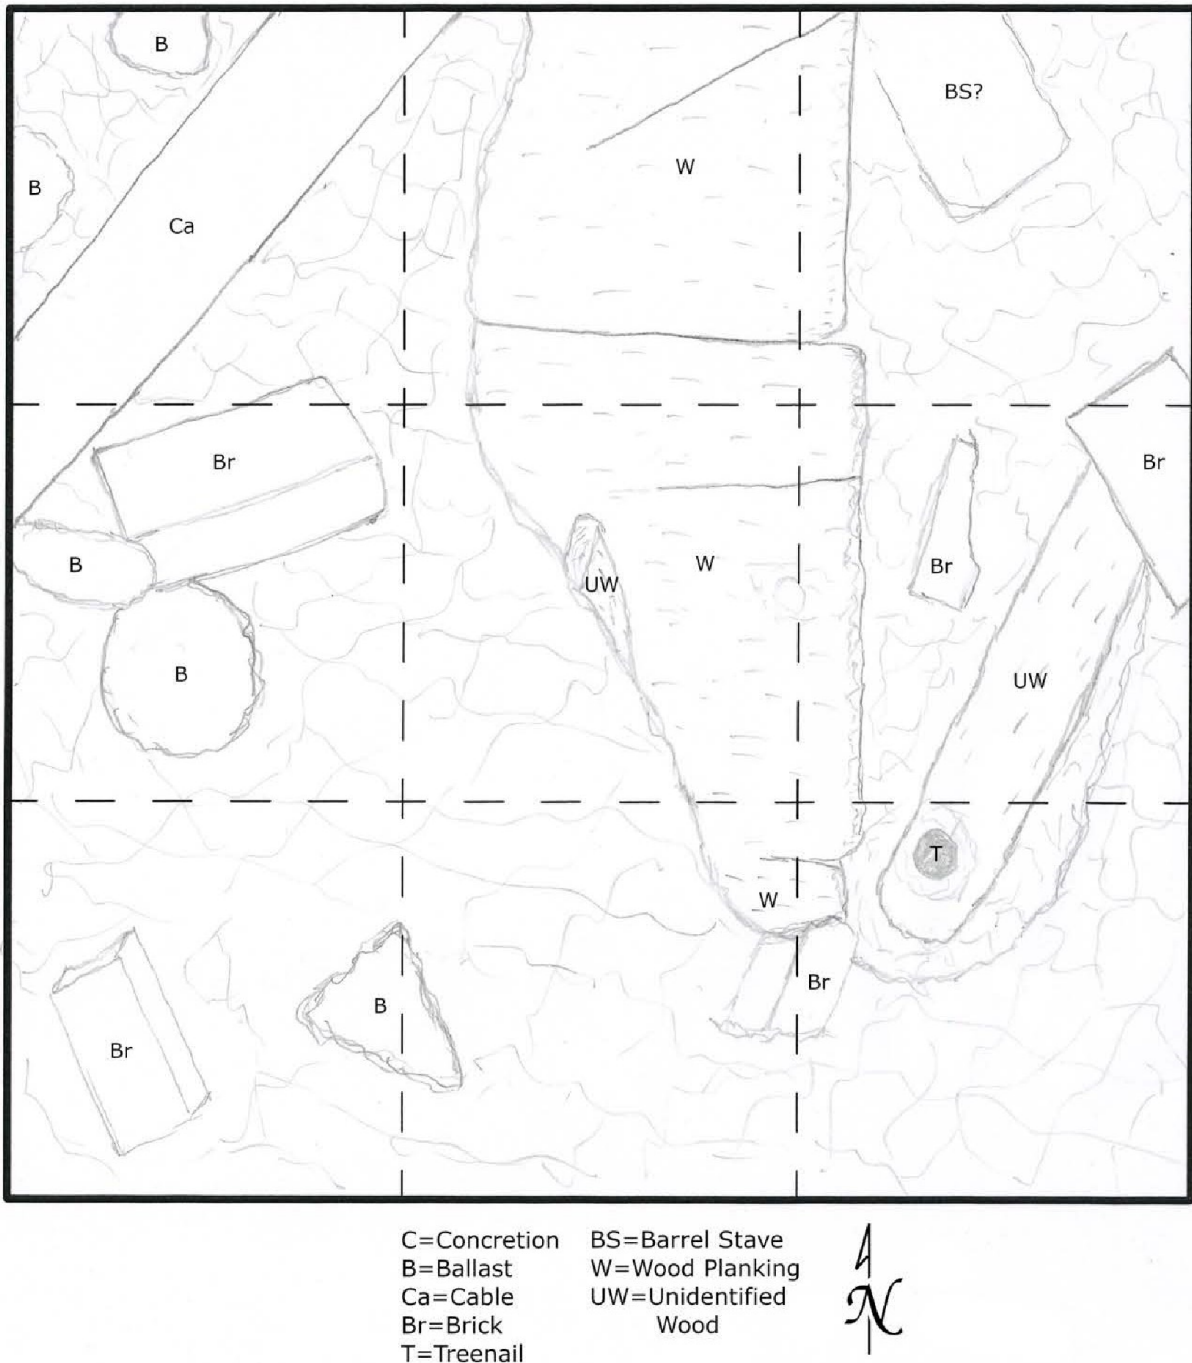 B
BS?
W
B
Ca
Br
Br
B
UW
W
Br
B
UW
T
W
Br
B
Br
C=Concretion
B=Ballast
Ca=Cable
Br=Brick
T=Treenail
BS=Barrel Stave
W=Wood Planking
UW=Unidentified
Wood
N